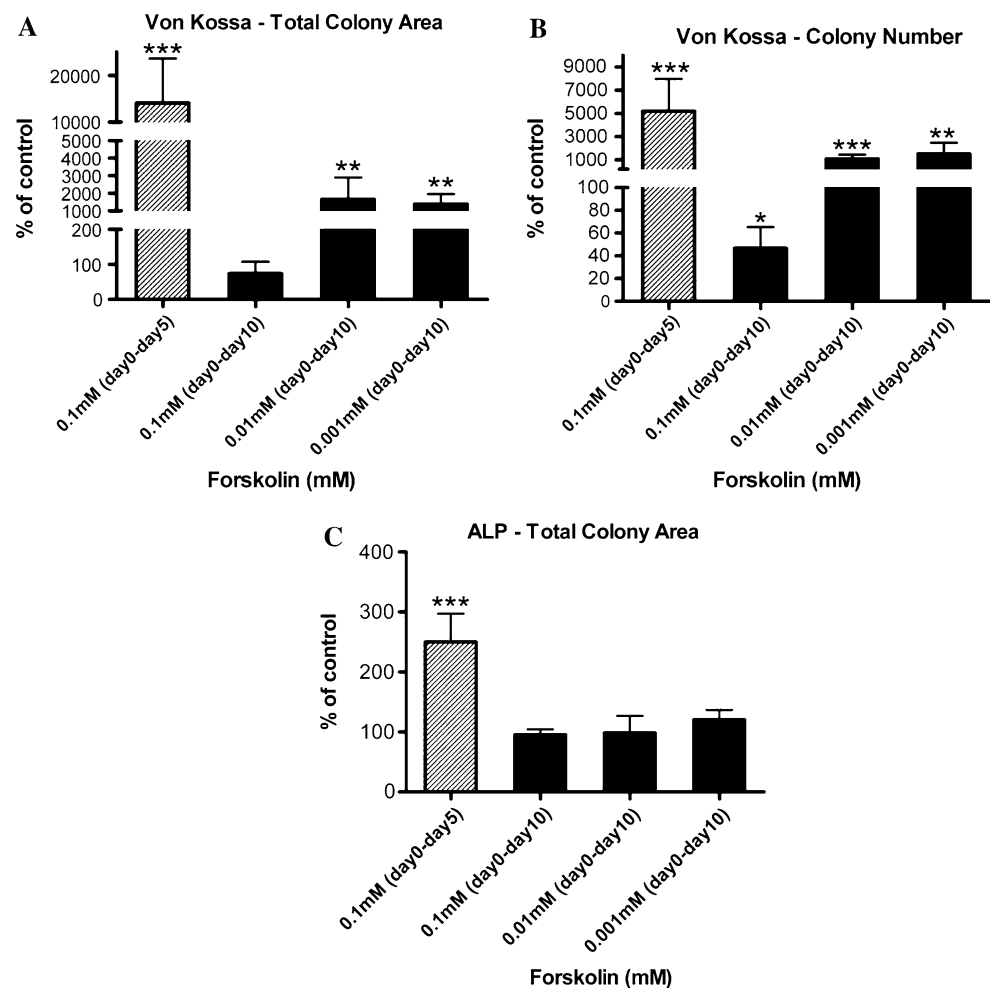 A
Von Kossa - Total Colony Area
% of control
20000
10000
5000
4000
3000
2000
1000
200
100
0
***
**
**
0.1mM (day0-day5)
0.1mM (day0-day10)
0.01mM (day0-day10)
0.001mM (day0-day10)
Forskolin (mM)
B
Von Kossa - Colony Number
% of control
9000
7000
5000
3000
1000
100
80
60
40
20
0
***
*
***
**
0.1mM (day0-day5)
0.1mM (day0-day10)
0.01mM (day0-day10)
0.001mM (day0-day10)
Forskolin (mM)
C
ALP - Total Colony Area
% of control
400
300
200
100
0
***
0.1mM (day0-day5)
0.1mM (day0-day10)
0.01mM (day0-day10)
0.001mM (day0-day10)
Forskolin (mM)